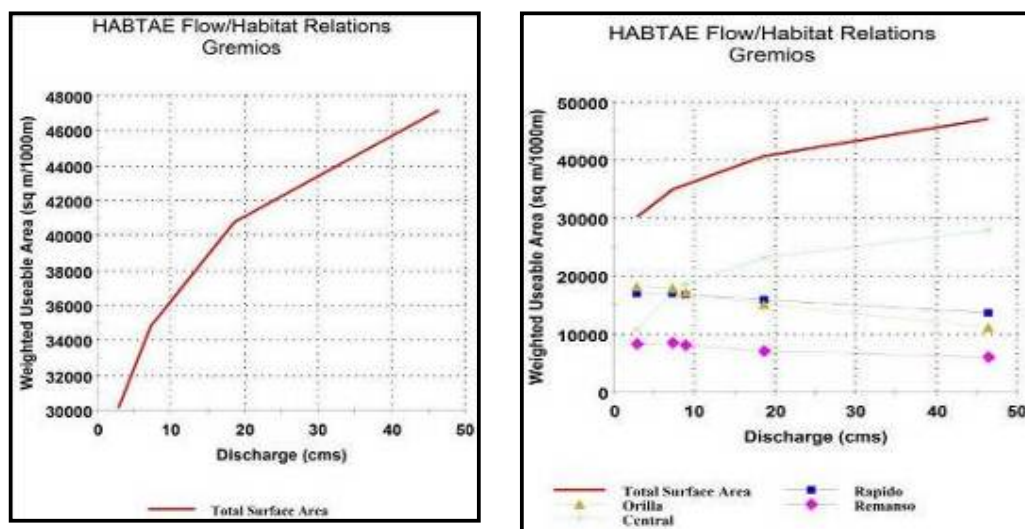 HABTAE Flow/Habitat Relations
Gremios
Weighted Useable Area (sq m/1000m)
48000
46000
44000
42000
40000
38000
36000
34000
32000
30000
0
10
20
30
40
50
Discharge (cms)
Total Surface Area
HABTAE Flow/Habitat Relations
Gremios
Weighted Useable Area (sq m/1000m)
50000
40000
30000
20000
10000
0
0
10
20
30
40
50
Discharge (cms)
Total Surface Area
Rapido
Orilla
Remanso
Central